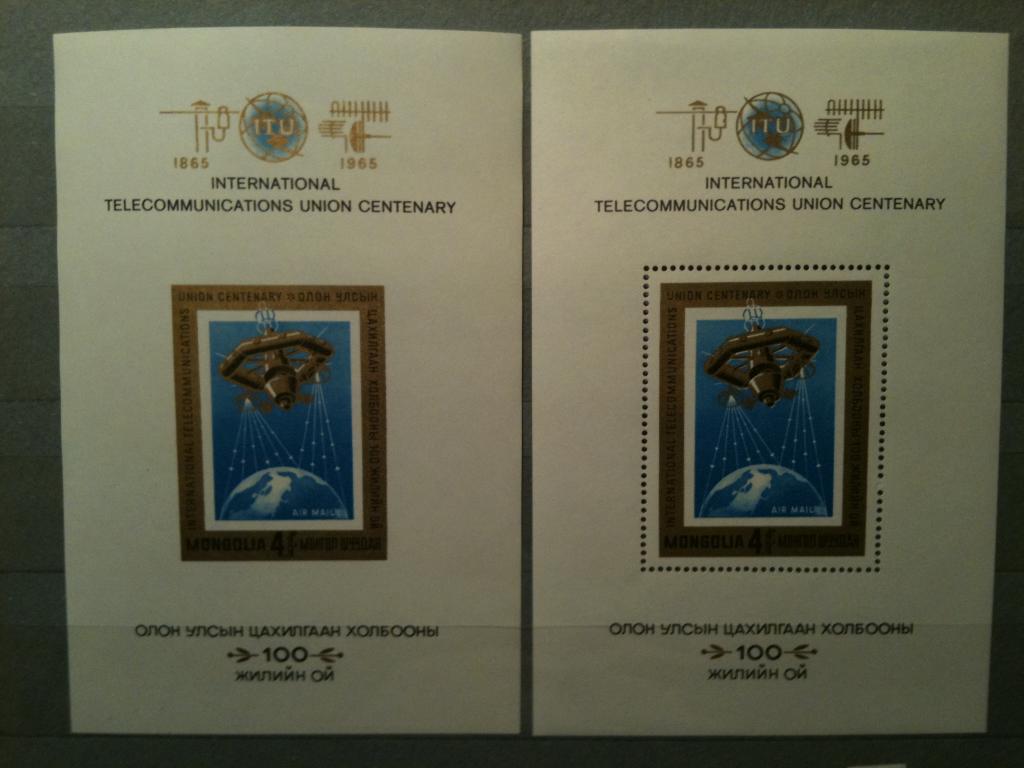 ITU
1865 1965
INTERNATIONAL
TELECOMMUNICATIONS UNION CENTENARY
UNION CENTENARY ОЛОН УЛСЫН
INTERNATIONAL TELECOMMUNICATIONS
ЦАХИЛГААН ХОЛБООНЫ 100 ЖИЛИЙН ОЙ
AIR MAIL
MONGOLIA 4₮ МОНГОЛ ШУУДАН
ОЛОН УЛСЫН ЦАХИЛГААН ХОЛБООНЫ
100
ЖИЛИЙН ОЙ
ITU
1865 1965
INTERNATIONAL
TELECOMMUNICATIONS UNION CENTENARY
UNION CENTENARY ОЛОН УЛСЫН
INTERNATIONAL TELECOMMUNICATIONS
ЦАХИЛГААН ХОЛБООНЫ 100 ЖИЛИЙН ОЙ
AIR MAIL
MONGOLIA 4₮ МОНГОЛ ШУУДАН
ОЛОН УЛСЫН ЦАХИЛГААН ХОЛБООНЫ
100
ЖИЛИЙН ОЙ